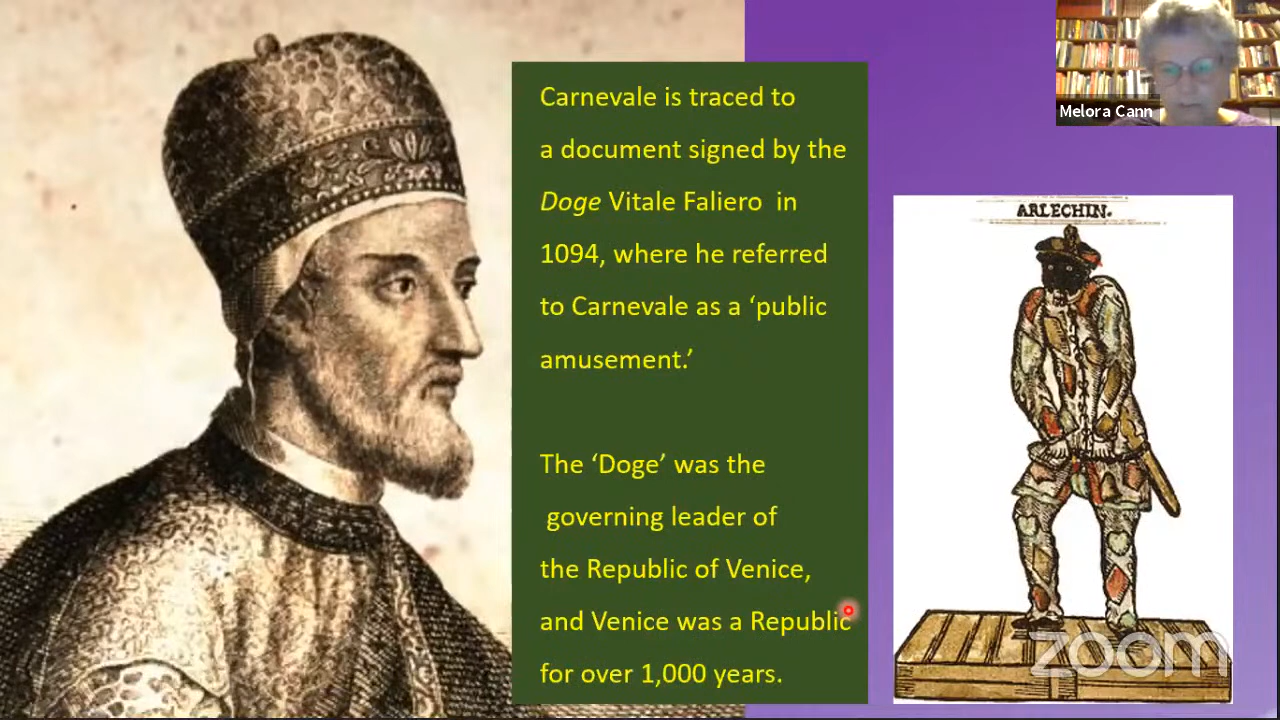 Carnevale is traced to
a document signed by the
Doge Vitale Faliero in
1094, where he referred
to Carnevale as a ‘public
amusement.’
The ‘Doge’ was the
governing leader of
the Republic of Venice,
and Venice was a Republic
for over 1,000 years.
Melora Cann
ARLECHIN.
zoom